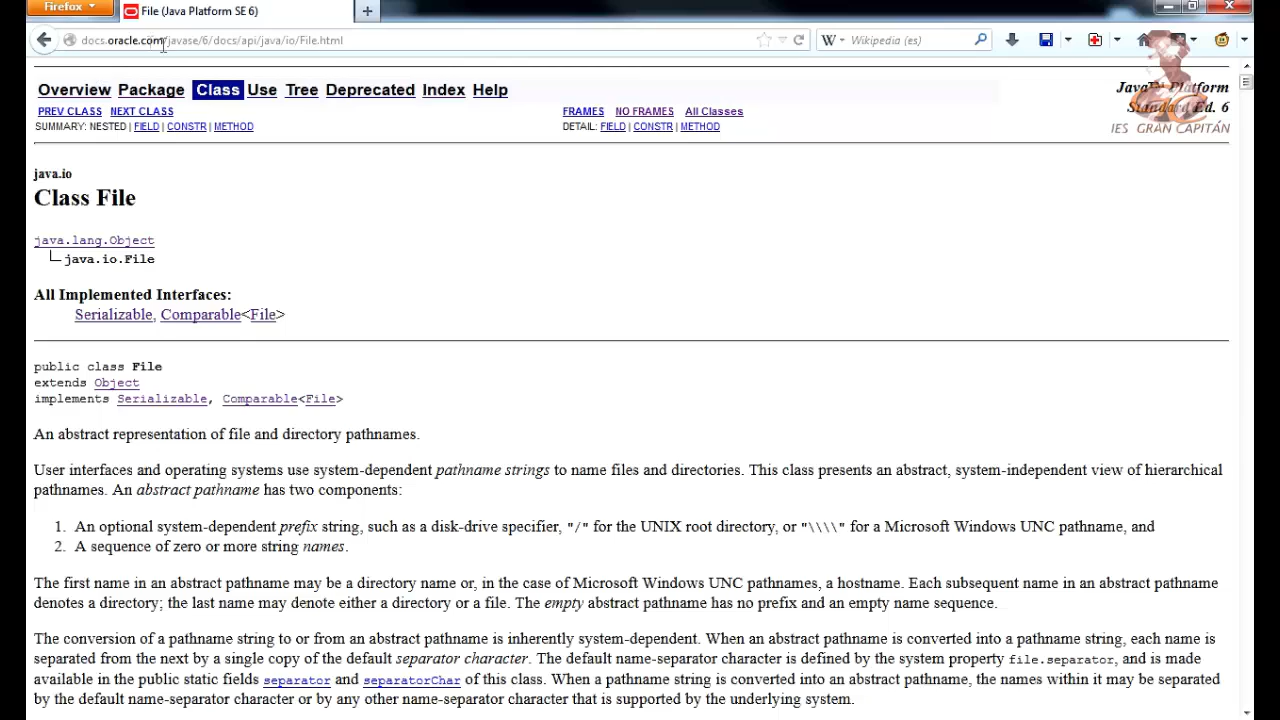 Firefox
File (Java Platform SE 6)
docs.oracle.com/javase/6/docs/api/java/io/File.html
Wikipedia (es)
Overview Package Class Use Tree Deprecated Index Help
Platform
Ed. 6
PREV CLASS NEXT CLASS
FRAMES NO FRAMES All Classes
SUMMARY: NESTED | FIELD | CONSTR | METHOD
DETAIL: FIELD | CONSTR | METHOD
IES GRAN CAPITÁN
java.io
Class File
java.lang.Object
java.io.File
All Implemented Interfaces:
Serializable, Comparable<File>
public class File
extends Object
implements Serializable, Comparable<File>
An abstract representation of file and directory pathnames.
User interfaces and operating systems use system-dependent pathname strings to name files and directories. This class presents an abstract, system-independent view of hierarchical
pathnames. An abstract pathname has two components:
1. An optional system-dependent prefix string, such as a disk-drive specifier, "/" for the UNIX root directory, or "\\\\" for a Microsoft Windows UNC pathname, and
2. A sequence of zero or more string names.
The first name in an abstract pathname may be a directory name or, in the case of Microsoft Windows UNC pathnames, a hostname. Each subsequent name in an abstract pathname
denotes a directory; the last name may denote either a directory or a file. The empty abstract pathname has no prefix and an empty name sequence.
The conversion of a pathname string to or from an abstract pathname is inherently system-dependent. When an abstract pathname is converted into a pathname string, each name is
separated from the next by a single copy of the default separator character. The default name-separator character is defined by the system property file.separator, and is made
available in the public static fields separator and separatorChar of this class. When a pathname string is converted into an abstract pathname, the names within it may be separated
by the default name-separator character or by any other name-separator character that is supported by the underlying system.